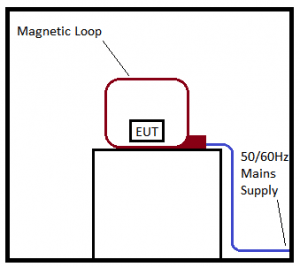 Magnetic Loop
EUT
50/60Hz
Mains
Supply